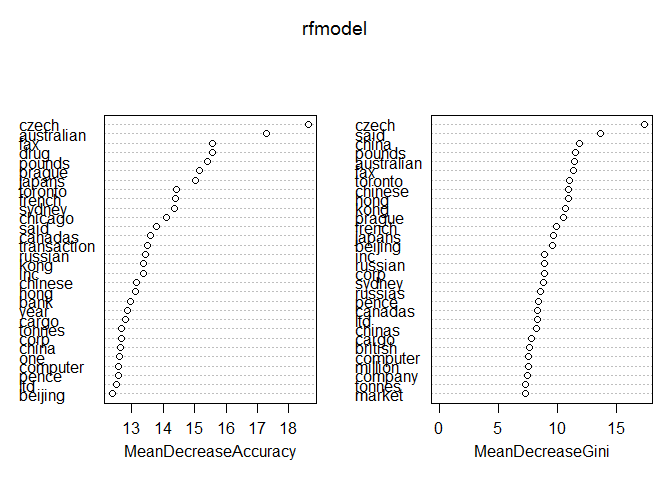 rfmodel
czech
australian
fax
drug
pounds
prague
japans
toronto
french
sydney
chicago
said
canadas
transaction
russian
kong
inc
chinese
hong
bank
year
cargo
tonnes
corp
china
one
computer
pence
ltd
beijing
13 14 15 16 17 18
MeanDecreaseAccuracy
czech
said
china
pounds
australian
fax
toronto
chinese
hong
kong
prague
french
japans
beijing
inc
russian
corp
sydney
russias
pence
canadas
ltd
chinas
cargo
british
computer
million
company
tonnes
market
0 5 10 15
MeanDecreaseGini